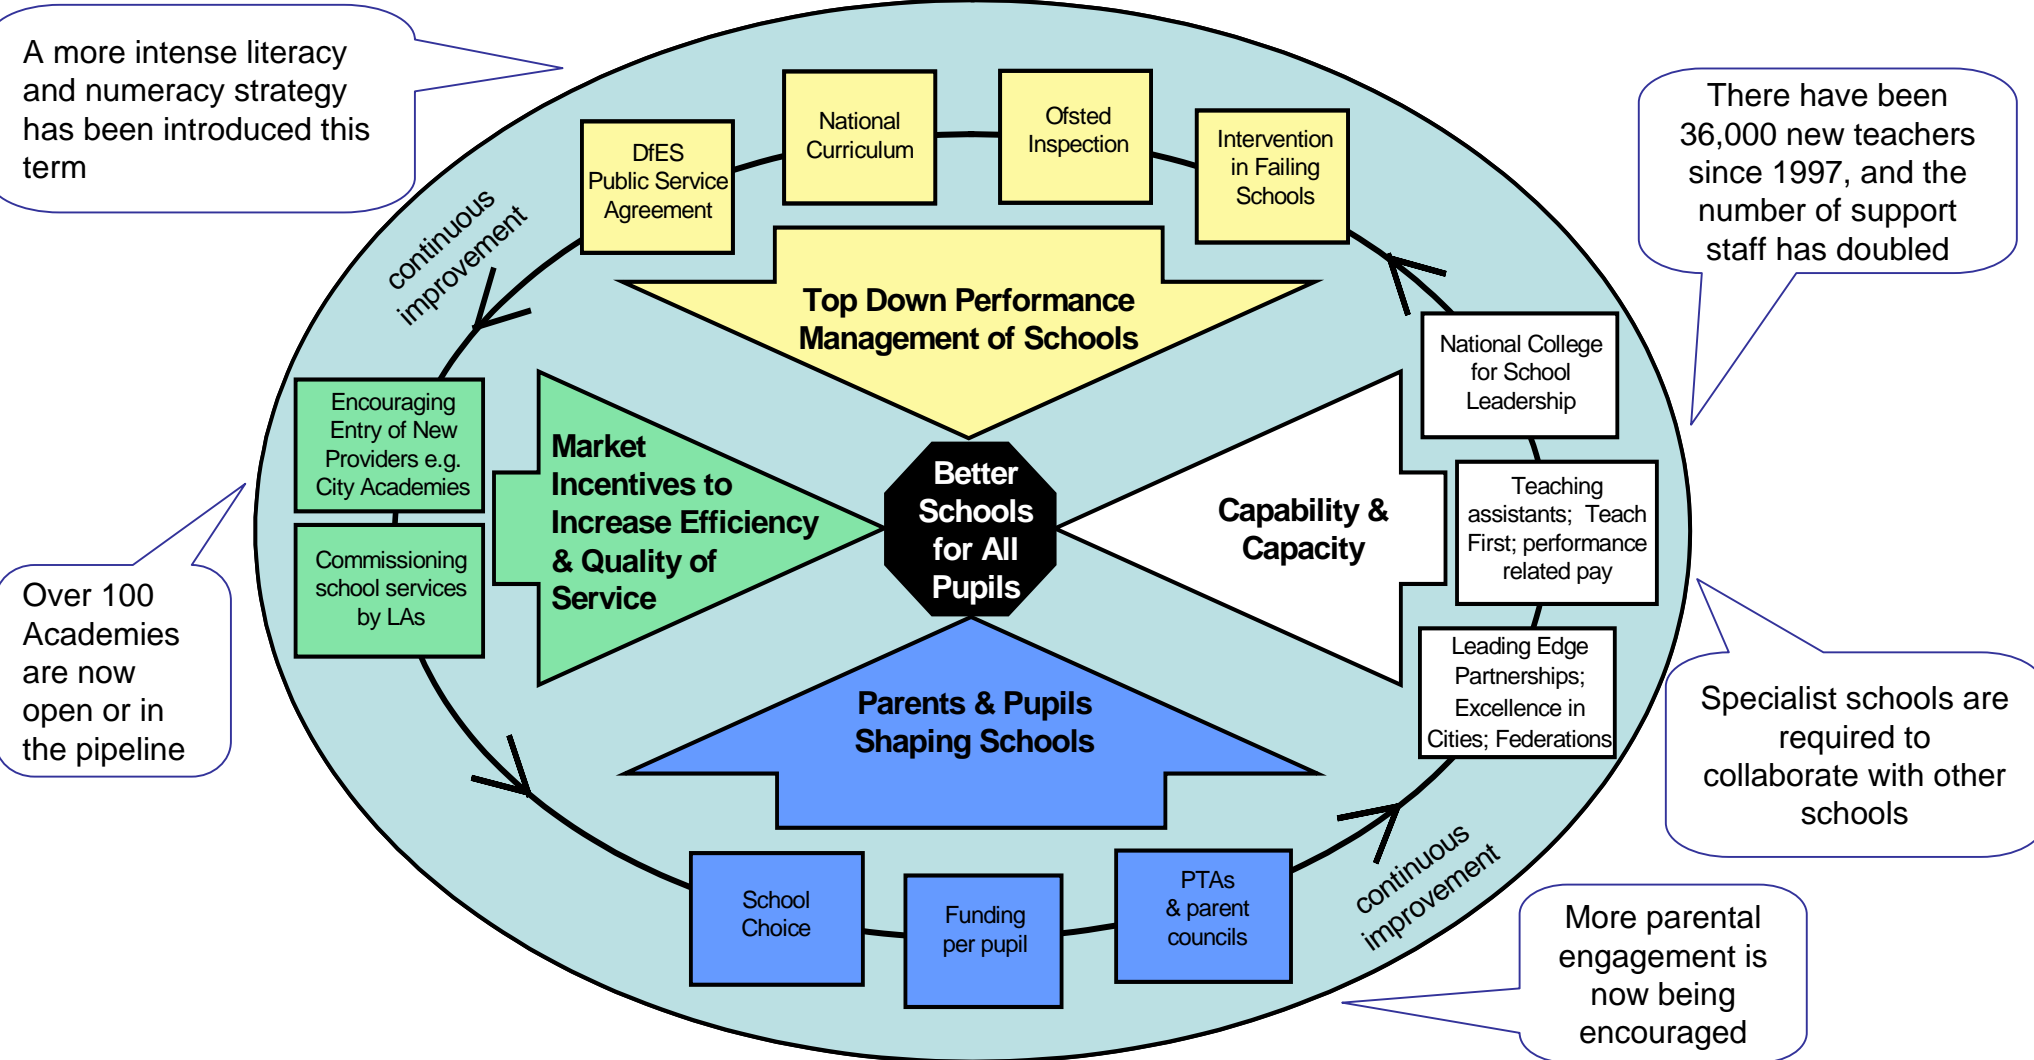 A more intense literacy
and numeracy strategy
has been introduced this
term
National
Curriculum
Ofsted
Inspection
DfES
Public Service
Agreement
Intervention
in Failing
Schools
There have been
36,000 new teachers
since 1997, and the
number of support
staff has doubled
continuous
improvement
Top Down Performance
Management of Schools
National College
for School
Leadership
Encouraging
Entry of New
Providers e.g.
City Academies
Market
Incentives to
Increase Efficiency
& Quality of
Service
Better
Schools
for All
Pupils
Capability &
Capacity
Teaching
assistants; Teach
First; performance
related pay
Commissioning
school services
by LAs
Over 100
Academies
are now
open or in
the pipeline
Leading Edge
Partnerships;
Excellence in
Cities; Federations
Parents & Pupils
Shaping Schools
Specialist schools are
required to
collaborate with other
schools
School
Choice
Funding
per pupil
PTAs
& parent
councils
continuous
improvement
More parental
engagement is
now being
encouraged